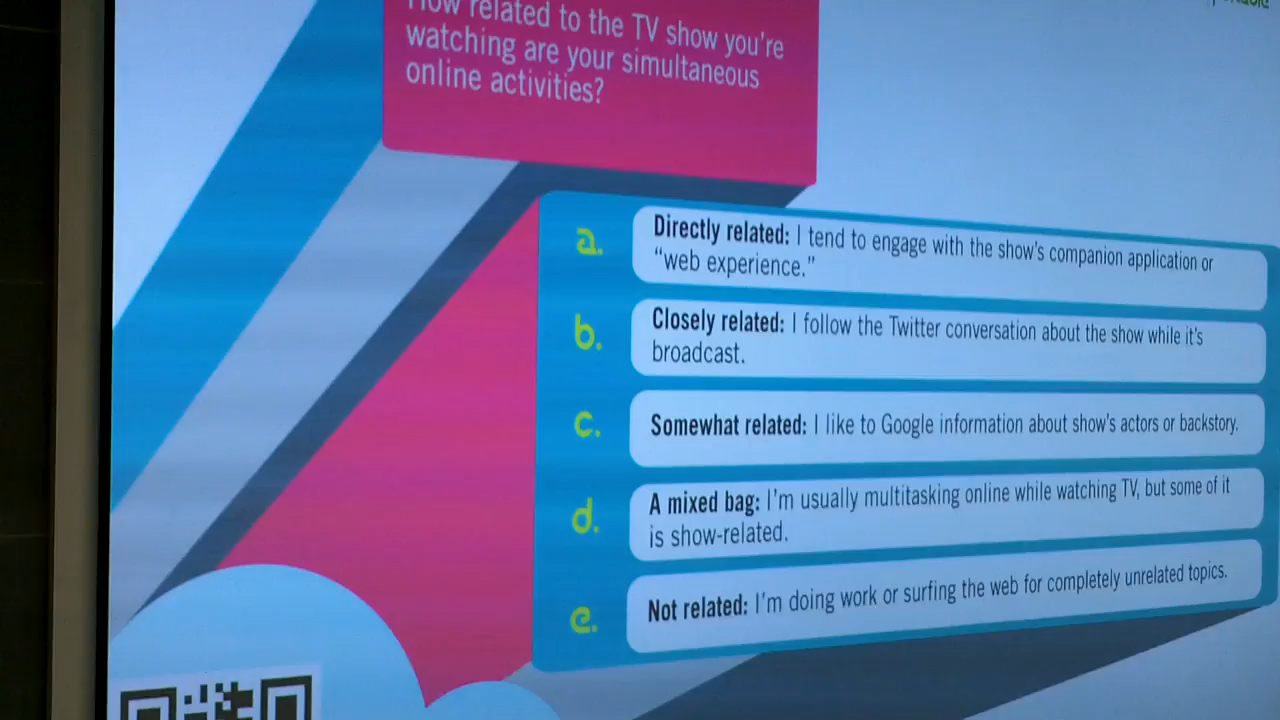 How related to the TV show you're
watching are your simultaneous
online activities?
a.
Directly related: I tend to engage with the show's companion application or
"web experience."
b.
Closely related: I follow the Twitter conversation about the show while it's
broadcast.
c.
Somewhat related: I like to Google information about show's actors or backstory.
d.
A mixed bag: I'm usually multitasking online while watching TV, but some of it
is show-related.
e.
Not related: I'm doing work or surfing the web for completely unrelated topics.